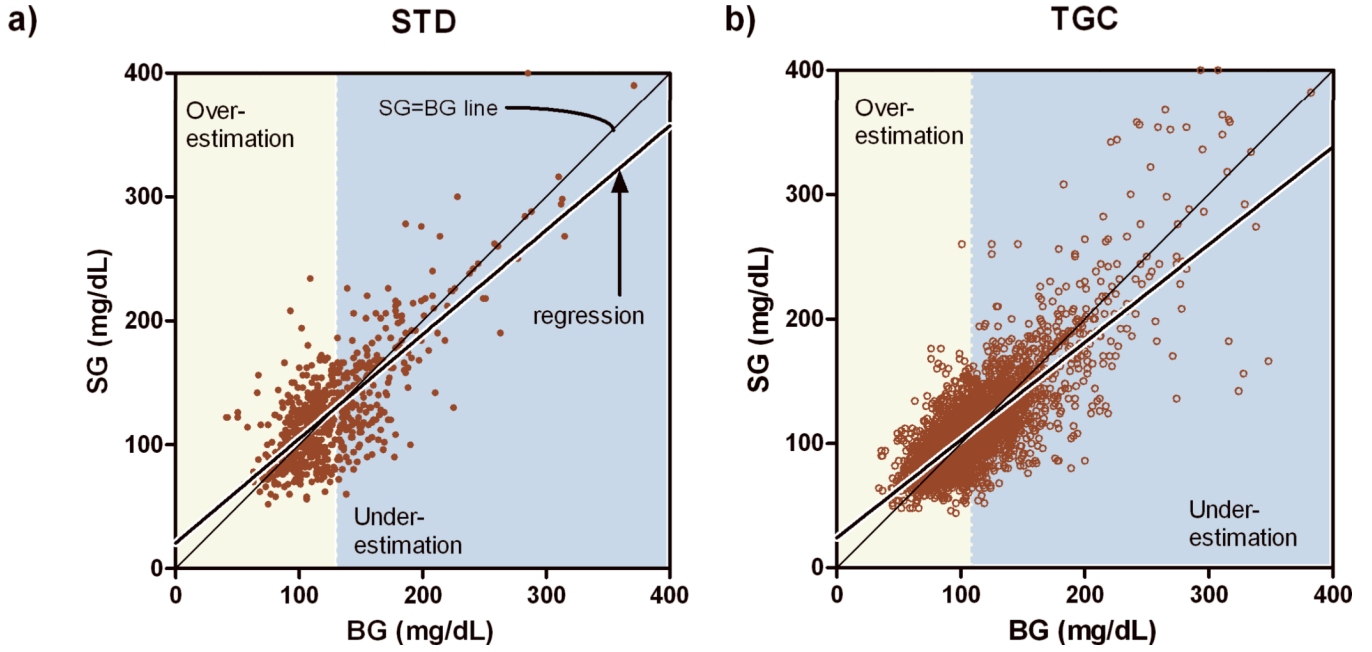 a)
STD
400
300
200
100
0
SG (mg/dL)
Over-
estimation
SG=BG line
regression
Under-
estimation
0 100 200 300 400
BG (mg/dL)
b)
TGC
400
300
200
100
0
SG (mg/dL)
Over-
estimation
Under-
estimation
0 100 200 300 400
BG (mg/dL)